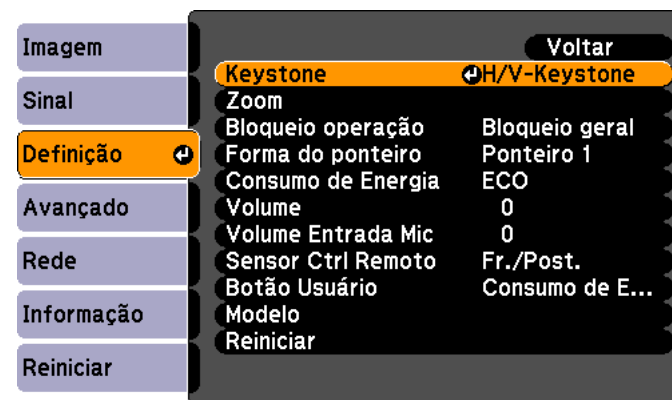 Imagem
Sinal
Definição
Avançado
Rede
Informação
Reiniciar
Voltar
Keystone H/V-Keystone
Zoom
Bloqueio operação Bloqueio geral
Forma do ponteiro Ponteiro 1
Consumo de Energia ECO
Volume 0
Volume Entrada Mic 0
Sensor Ctrl Remoto Fr./Post.
Botão Usuário Consumo de E...
Modelo
Reiniciar